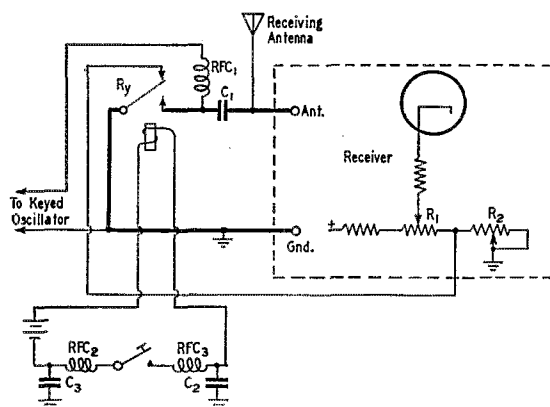 Receiving
Antenna
RFC₁
Ry
C₁
Ant.
Receiver
To Keyed
Oscillator
Gnd.
+
R₁
R₂
RFC₂
RFC₃
C₃
C₂